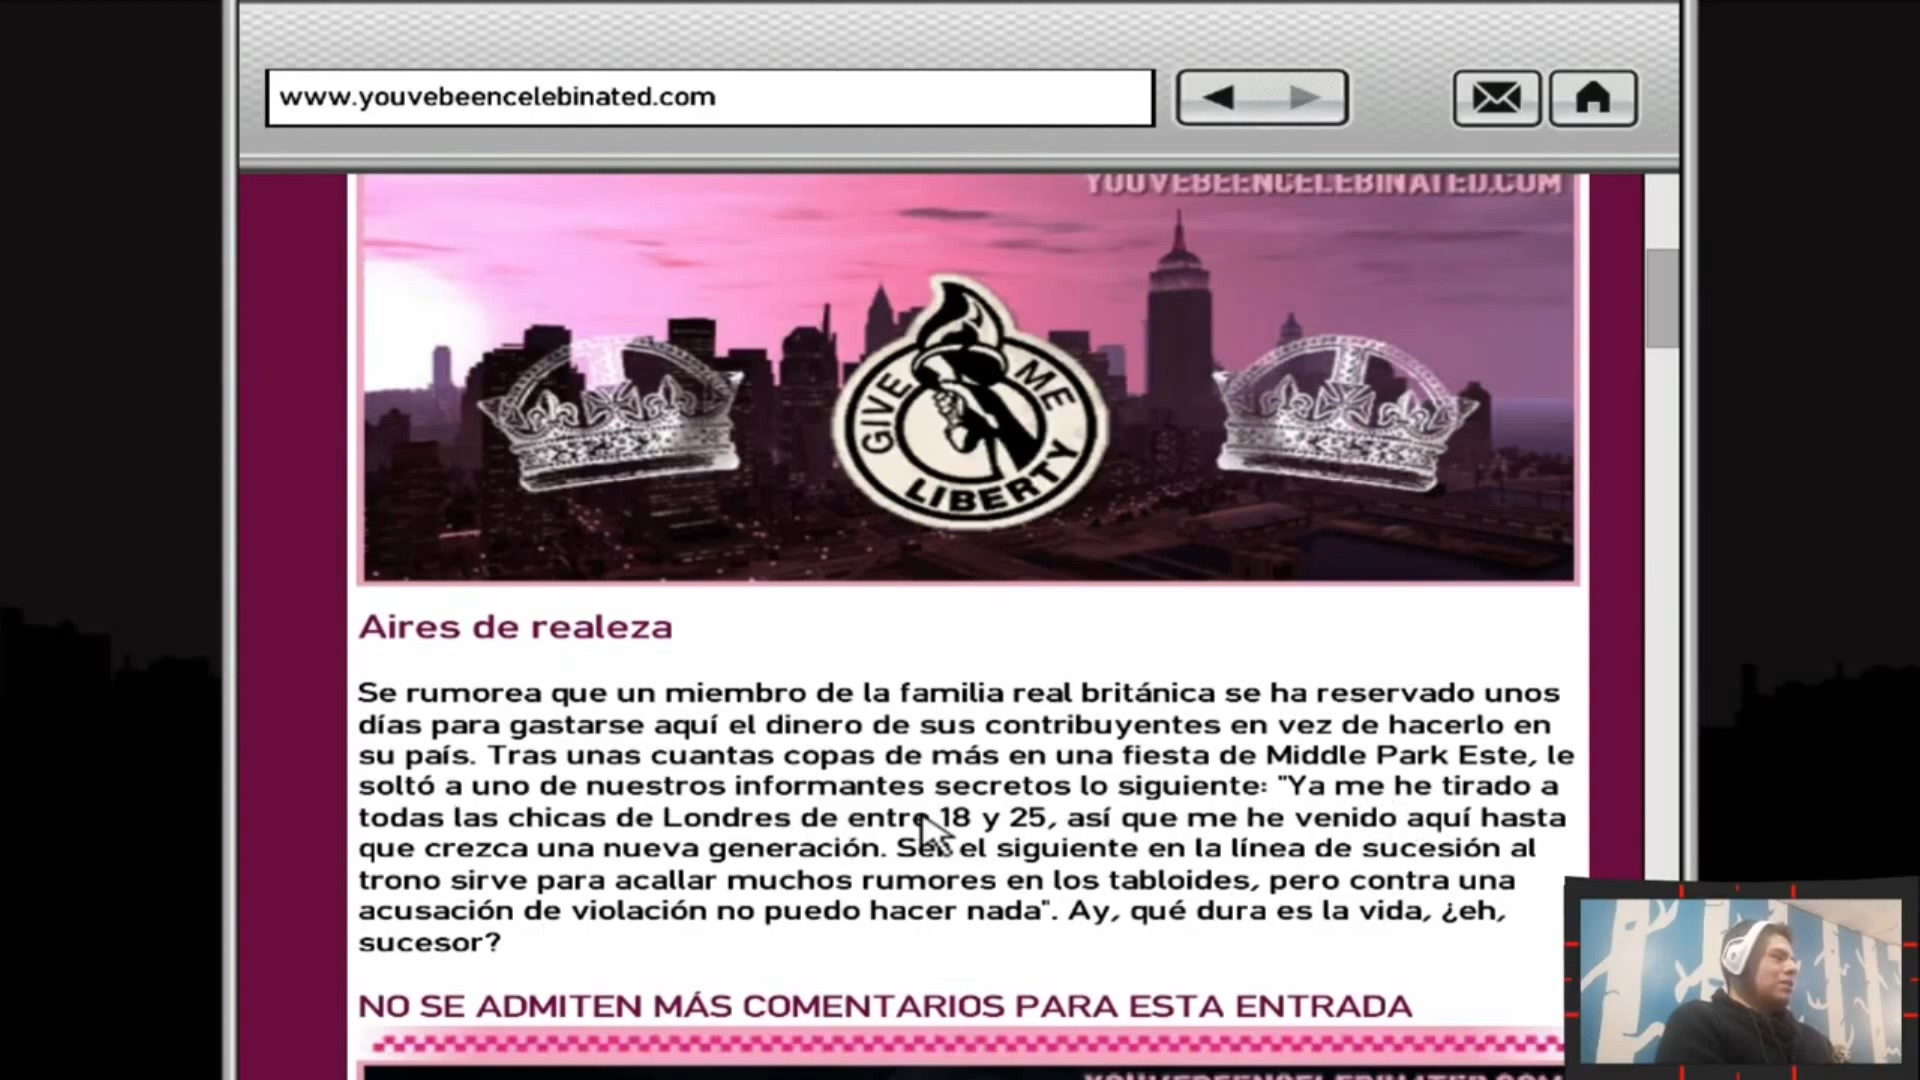 www.youvebeencelebinated.com
YOUVEBEENCELEBINATED.COM
GIVE ME
LIBERTY
Aires de realeza
Se rumorea que un miembro de la familia real británica se ha reservado unos
días para gastarse aquí el dinero de sus contribuyentes en vez de hacerlo en
su país. Tras unas cuantas copas de más en una fiesta de Middle Park Este, le
soltó a uno de nuestros informantes secretos lo siguiente: "Ya me he tirado a
todas las chicas de Londres de entre 18 y 25, así que me he venido aquí hasta
que crezca una nueva generación. Ser el siguiente en la línea de sucesión al
trono sirve para acallar muchos rumores en los tabloides, pero contra una
acusación de violación no puedo hacer nada". Ay, qué dura es la vida, ¿eh,
sucesor?
NO SE ADMITEN MÁS COMENTARIOS PARA ESTA ENTRADA
YOUVEBEENCELEBINATED.COM